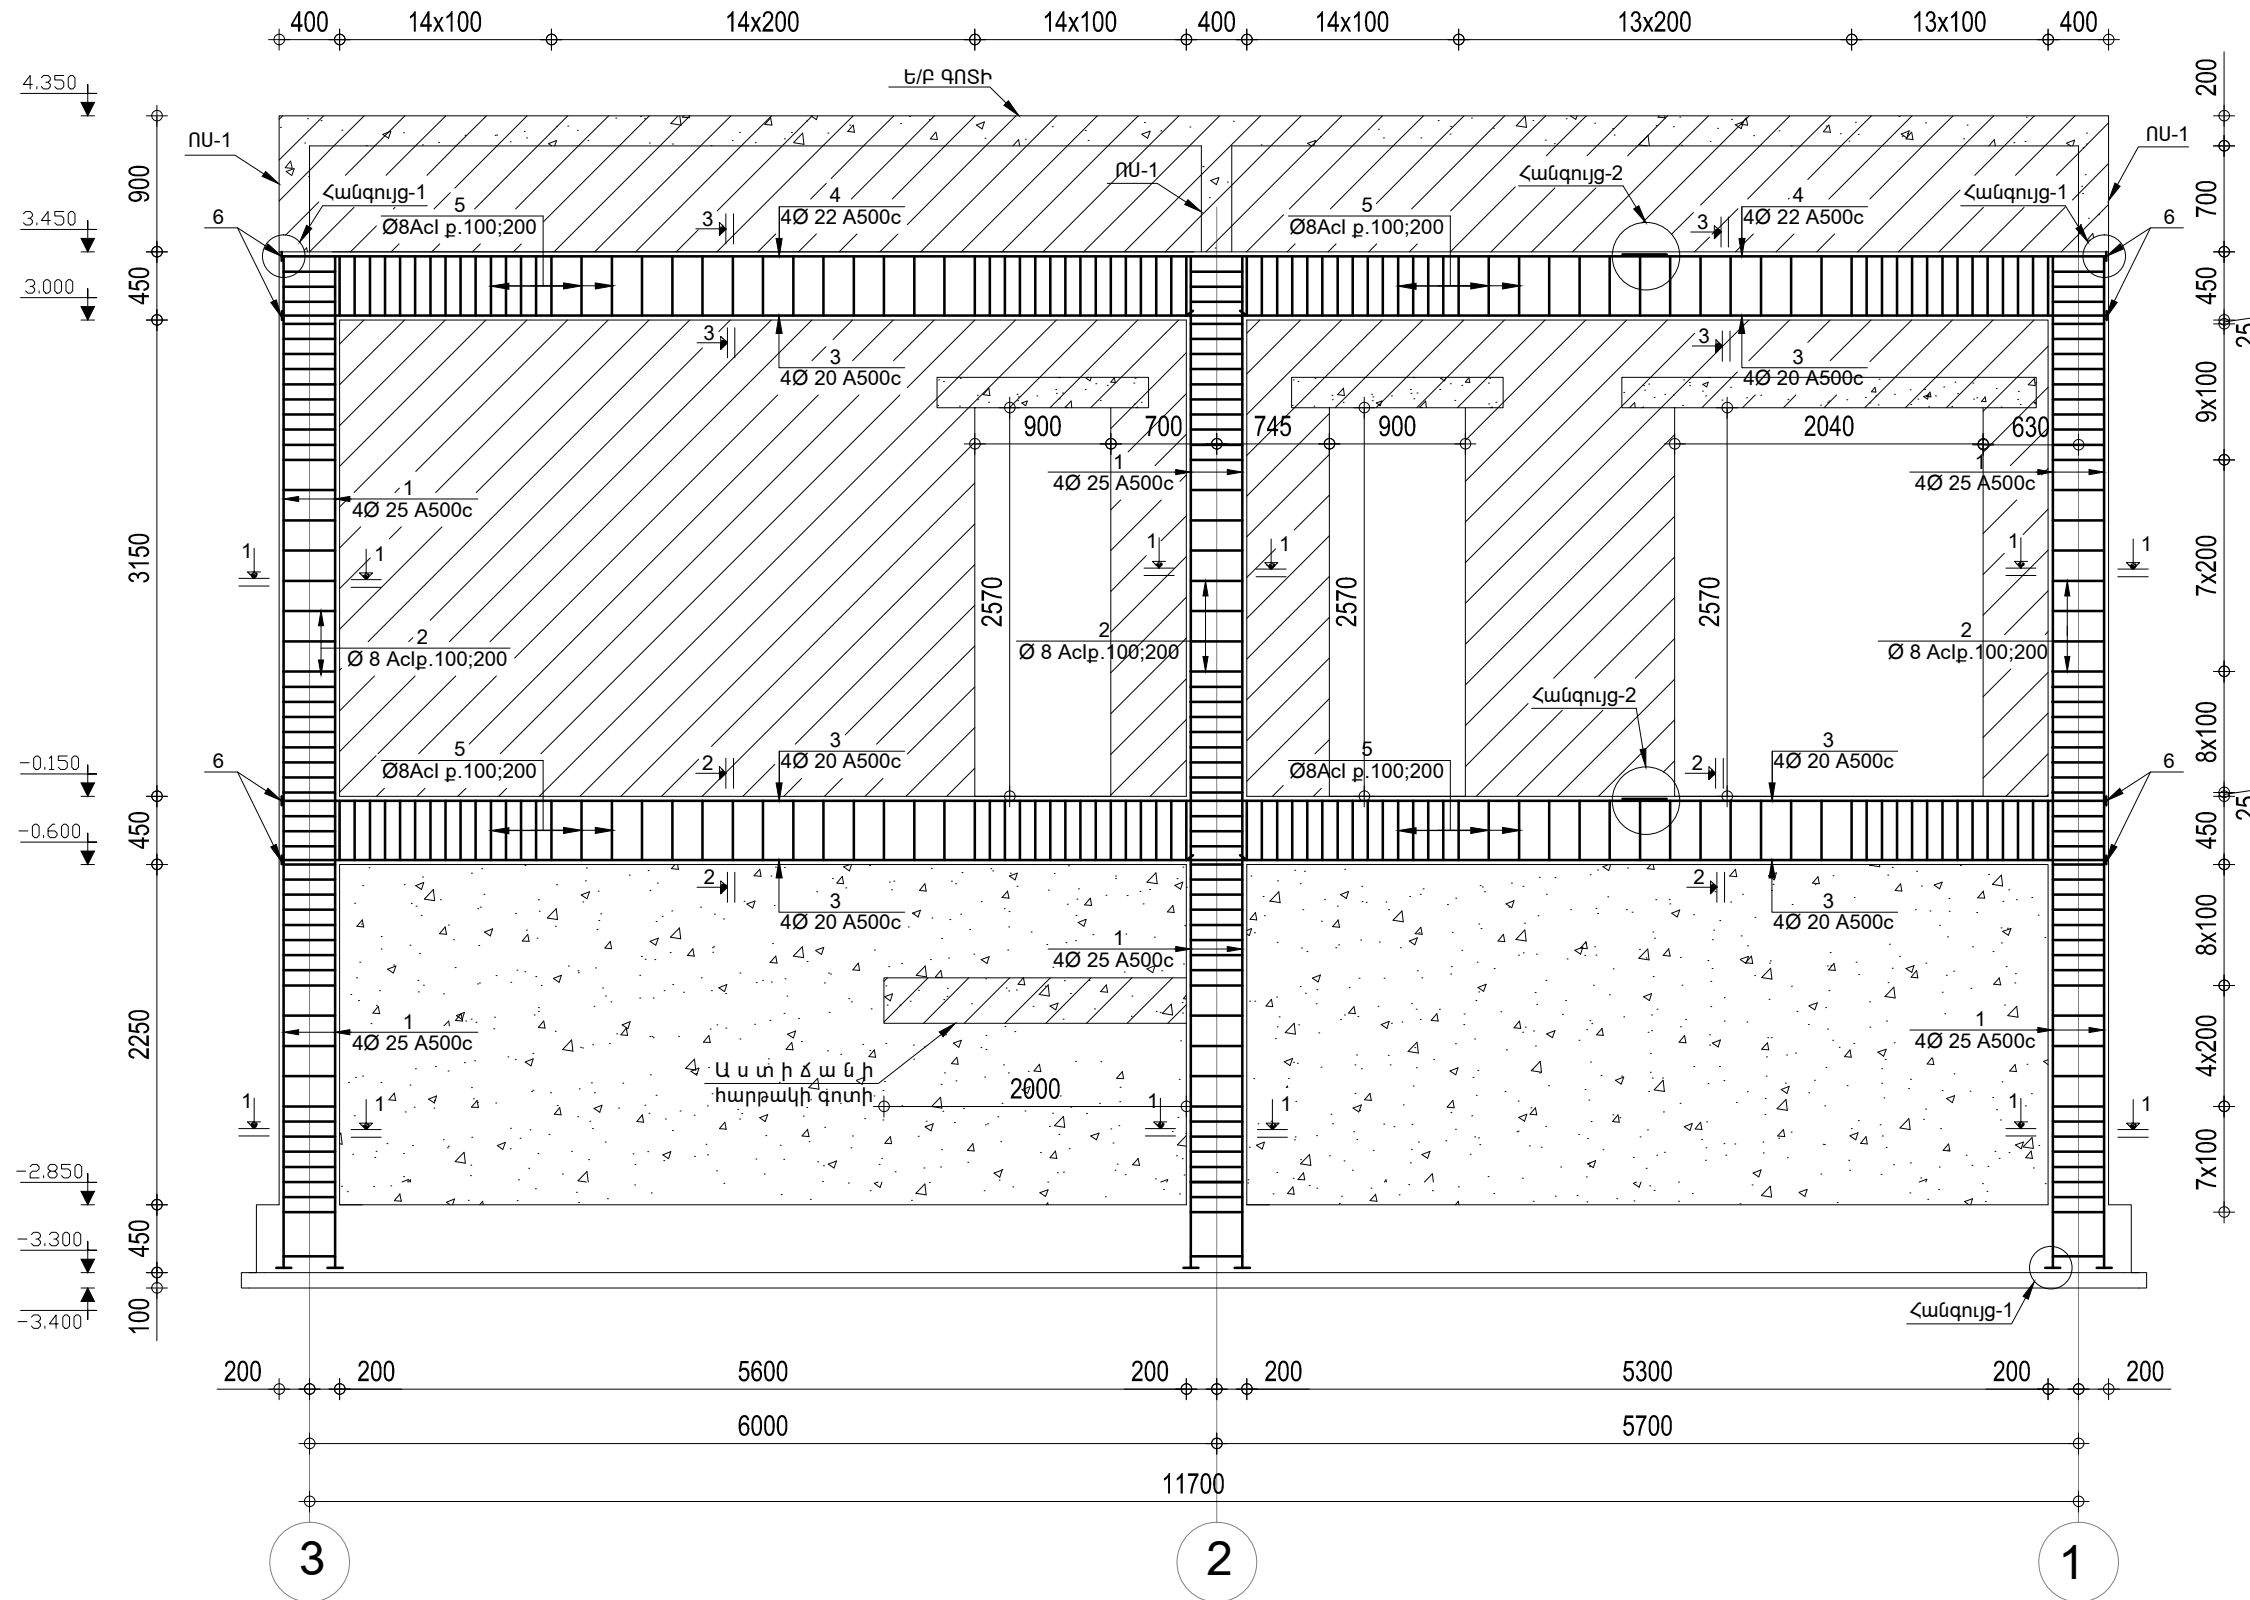 400 14x100 14x200 14x100 400 14x100 13x200 13x100 400
4.350
Ե/Բ ԳՈՏԻ
200
ՈՍ-1
ՈՍ-1
ՈՍ-1
900
Հանգույց-1
Հանգույց-2
Հանգույց-1
700
3.450
6
5
Ø8AcI ք.100;200
3
4
4Ø 22 A500c
5
Ø8AcI ք.100;200
3
4
4Ø 22 A500c
6
3.000
450
450
3
3
4Ø 20 A500c
3
3
4Ø 20 A500c
25
9x100
900 700 745 900 2040 630
1
4Ø 25 A500c
1
4Ø 25 A500c
1
4Ø 25 A500c
3150
1 1 1 1 1 1
7x200
2570 2570 2570
2
Ø 8 AcIք.100;200
2
Ø 8 AcIք.100;200
2
Ø 8 AcIք.100;200
Հանգույց-2
8x100
-0.150
6
5
Ø8AcI ք.100;200
2
3
4Ø 20 A500c
5
Ø8AcI ք.100;200
2
3
4Ø 20 A500c
6
25
-0.600
450
450
2
3
4Ø 20 A500c
2
3
4Ø 20 A500c
8x100
1
4Ø 25 A500c
2250
1
4Ø 25 A500c
1
4Ø 25 A500c
4x200
Աստիճանի
հարթակի գոտի
2000
1 1 1 1 1 1
7x100
-2.850
-3.300
450
100
-3.400
Հանգույց-1
200 200 5600 200 200 5300 200 200
6000 5700
11700
3 2 1